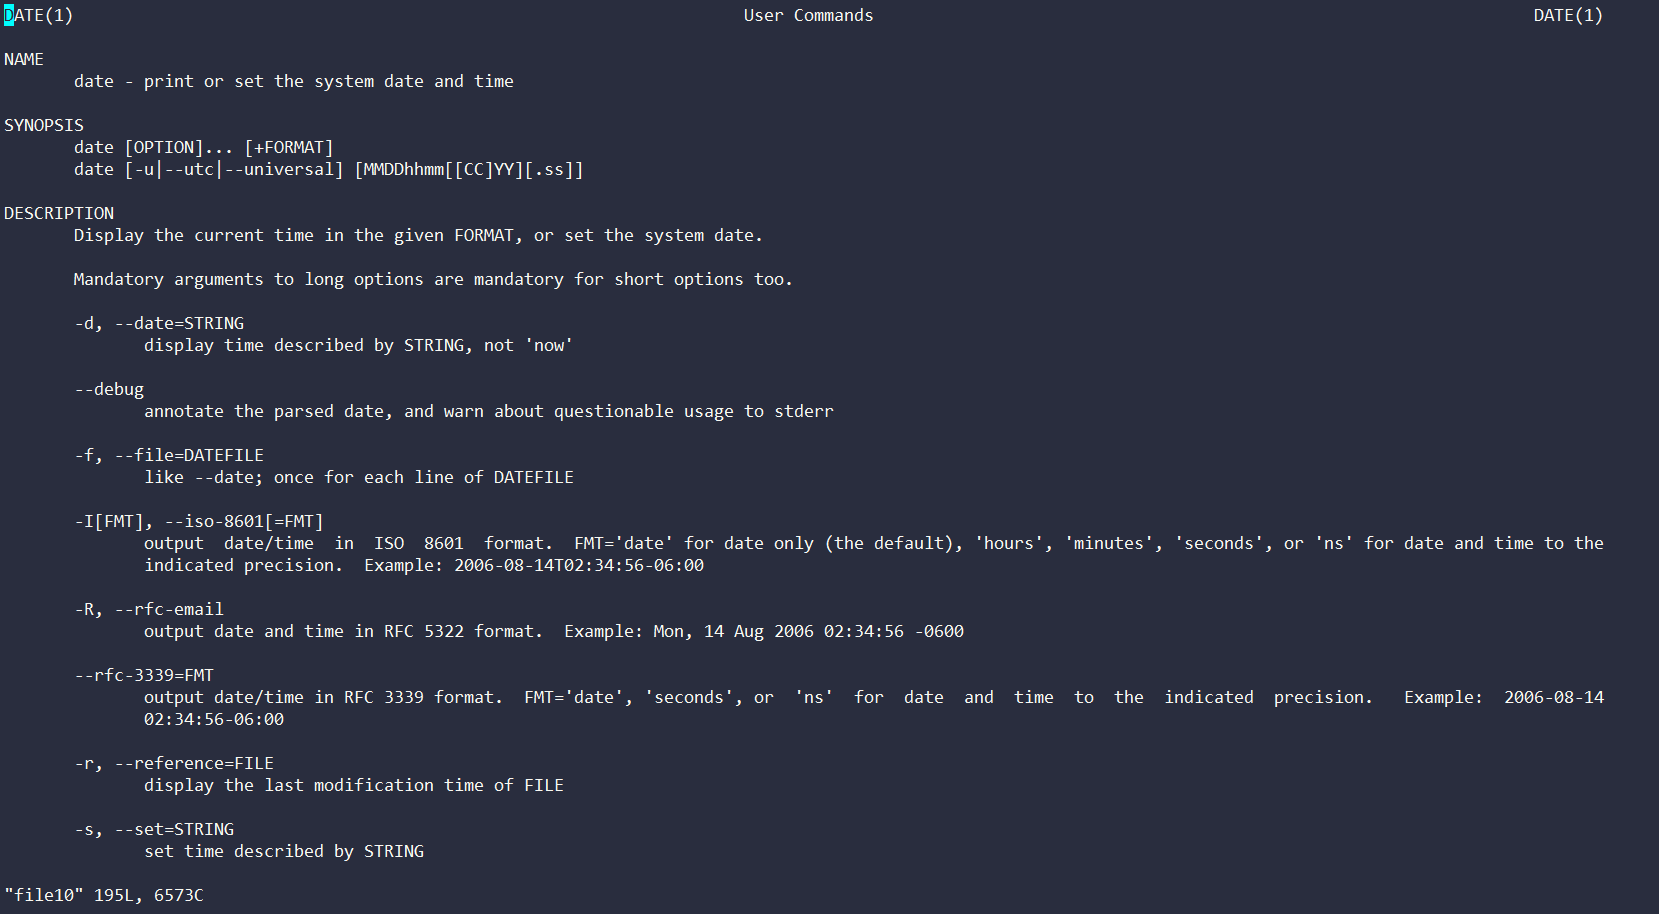 DATE(1) User Commands DATE(1)
NAME
date - print or set the system date and time
SYNOPSIS
date [OPTION]... [+FORMAT]
date [-u|--utc|--universal] [MMDDhhmm[[CC]YY][.ss]]
DESCRIPTION
Display the current time in the given FORMAT, or set the system date.
Mandatory arguments to long options are mandatory for short options too.
-d, --date=STRING
display time described by STRING, not 'now'
--debug
annotate the parsed date, and warn about questionable usage to stderr
-f, --file=DATEFILE
like --date; once for each line of DATEFILE
-I[FMT], --iso-8601[=FMT]
output date/time in ISO 8601 format. FMT='date' for date only (the default), 'hours', 'minutes', 'seconds', or 'ns' for date and time to the
indicated precision. Example: 2006-08-14T02:34:56-06:00
-R, --rfc-email
output date and time in RFC 5322 format. Example: Mon, 14 Aug 2006 02:34:56 -0600
--rfc-3339=FMT
output date/time in RFC 3339 format. FMT='date', 'seconds', or 'ns' for date and time to the indicated precision. Example: 2006-08-14
02:34:56-06:00
-r, --reference=FILE
display the last modification time of FILE
-s, --set=STRING
set time described by STRING
"file10" 195L, 6573C